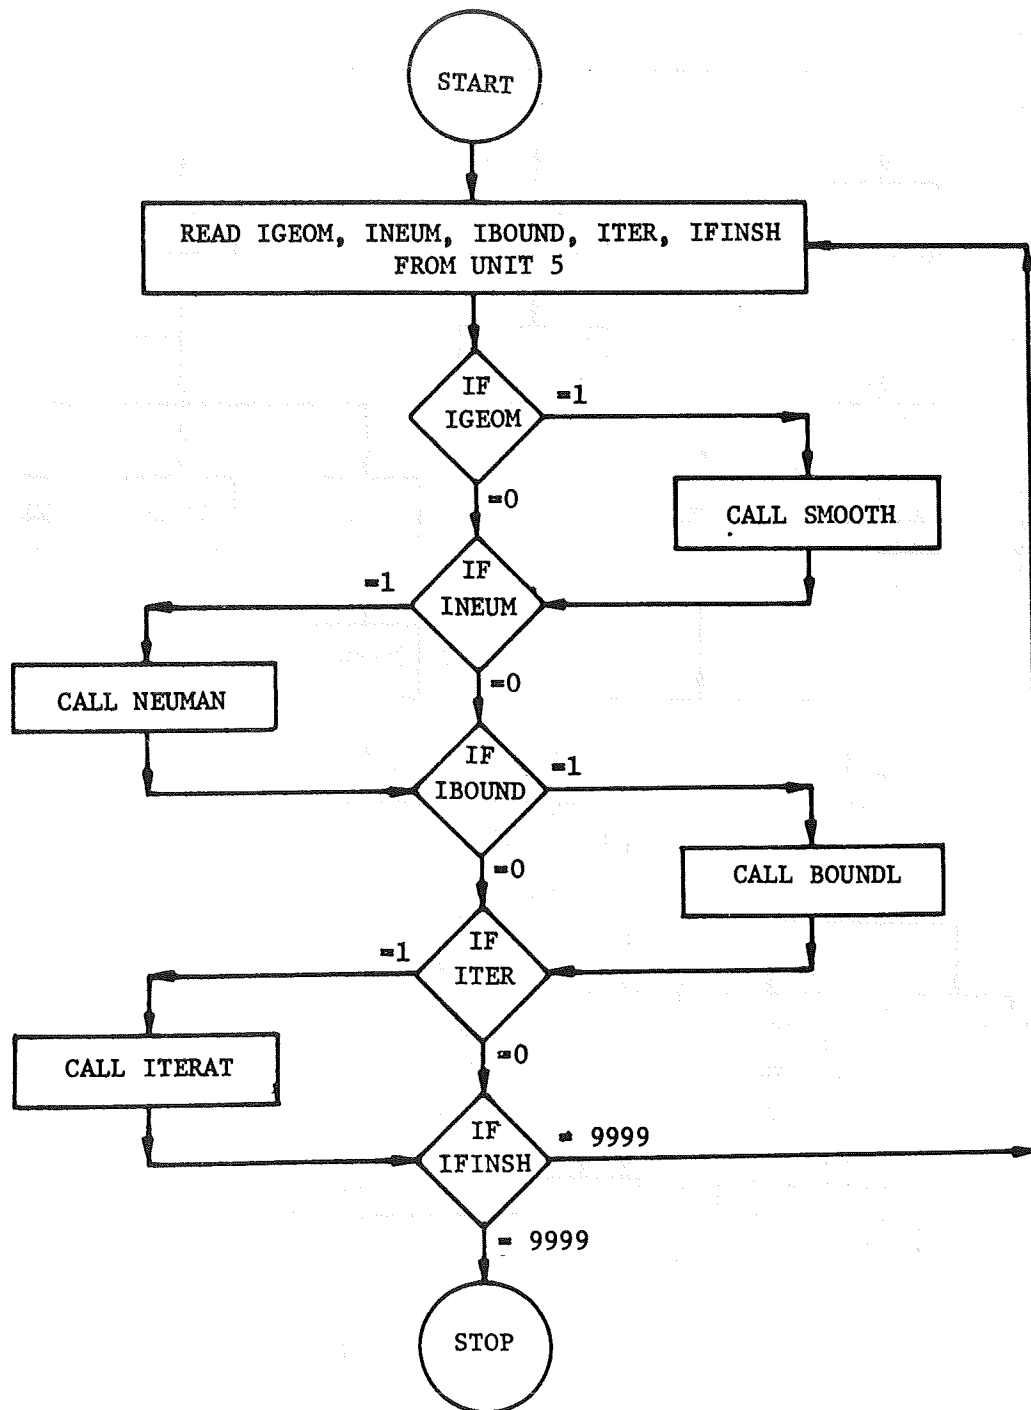 START
READ IGEOM, INEUM, IBOUND, ITER, IFINSH
FROM UNIT 5
IF
IGEOM
=1
=0
CALL SMOOTH
IF
INEUM
=1
=0
CALL NEUMAN
IF
IBOUND
=1
=0
CALL BOUNDL
IF
ITER
=1
=0
CALL ITERAT
IF
IFINSH
≠ 9999
= 9999
STOP